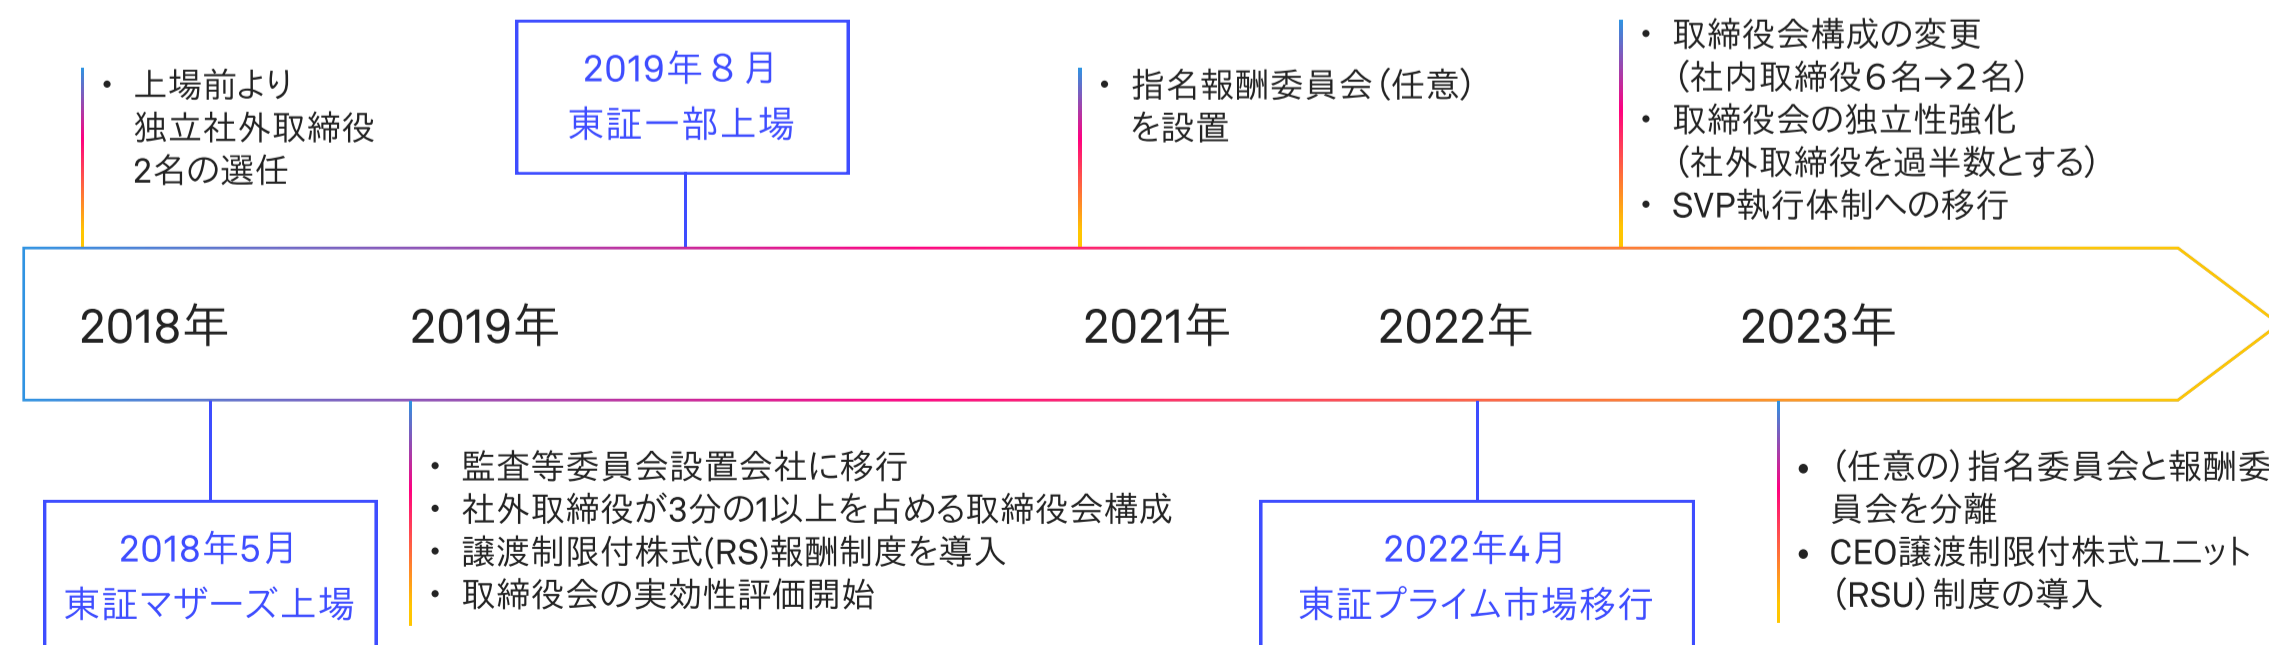 ・ 上場前より
独立社外取締役
2名の選任
2019年８月
東証一部上場
・ 指名報酬委員会（任意）
を設置
・ 取締役会構成の変更
（社内取締役６名→２名）
・ 取締役会の独立性強化
（社外取締役を過半数とする）
・ SVP執行体制への移行
2018年
2019年
2021年
2022年
2023年
2018年5月
東証マザーズ上場
・ 監査等委員会設置会社に移行
・ 社外取締役が3分の1以上を占める取締役会構成
・ 譲渡制限付株式(RS)報酬制度を導入
・ 取締役会の実効性評価開始
2022年4月
東証プライム市場移行
• （任意の）指名委員会と報酬委
員会を分離
• CEO譲渡制限付株式ユニット
（RSU）制度の導入